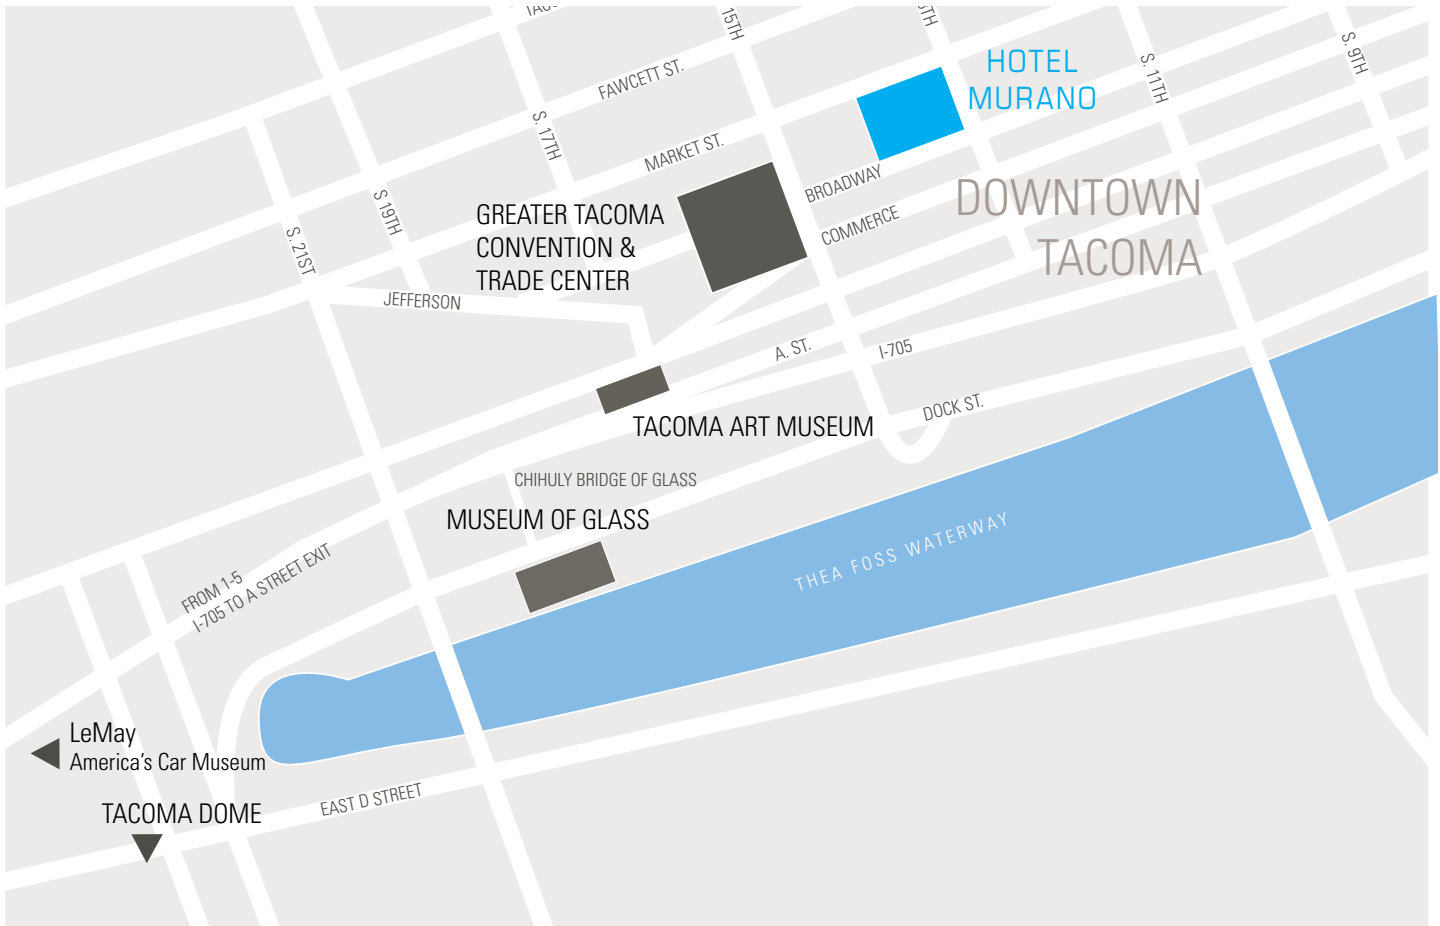 15TH
HOTEL
MURANO
S. 9TH
S. 11TH
FAWCETT ST.
S. 17TH
MARKET ST.
BROADWAY
COMMERCE
DOWNTOWN
TACOMA
S 19TH
GREATER TACOMA
CONVENTION &
TRADE CENTER
S. 21ST
JEFFERSON
A. ST.
I-705
DOCK ST.
TACOMA ART MUSEUM
CHIHULY BRIDGE OF GLASS
MUSEUM OF GLASS
THEA FOSS WATERWAY
FROM 1-5
I-705 TO A STREET EXIT
LeMay
America's Car Museum
EAST D STREET
TACOMA DOME